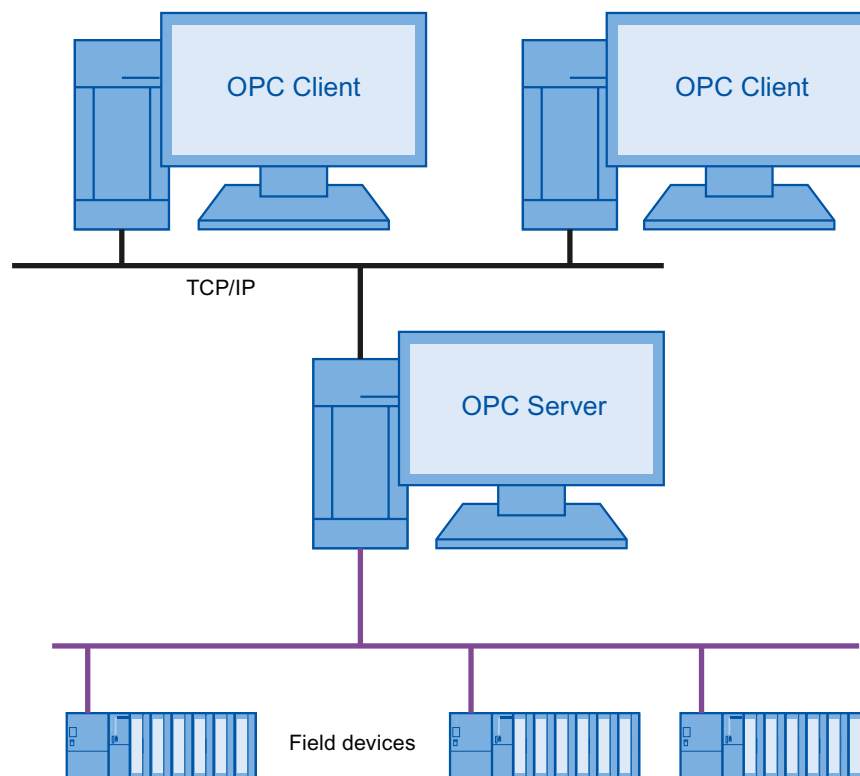 OPC Client
OPC Client
TCP/IP
OPC Server
Field devices